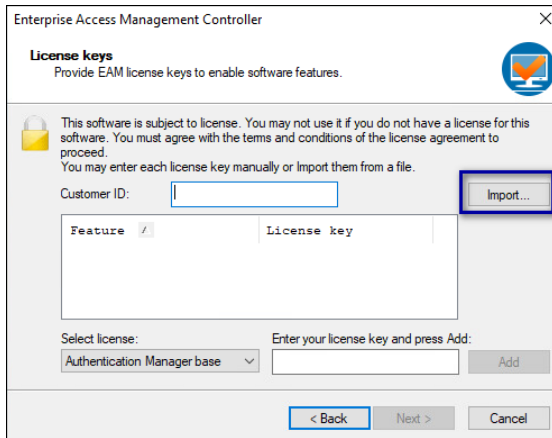 Enterprise Access Management Controller
License keys
Provide EAM license keys to enable software features.
This software is subject to license. You may not use it if you do not have a license for this
software. You must agree with the terms and conditions of the license agreement to
proceed.
You may enter each license key manually or Import them from a file.
Customer ID:
Import...
Feature / License key
Select license: Enter your license key and press Add:
Authentication Manager base Add
< Back Next > Cancel